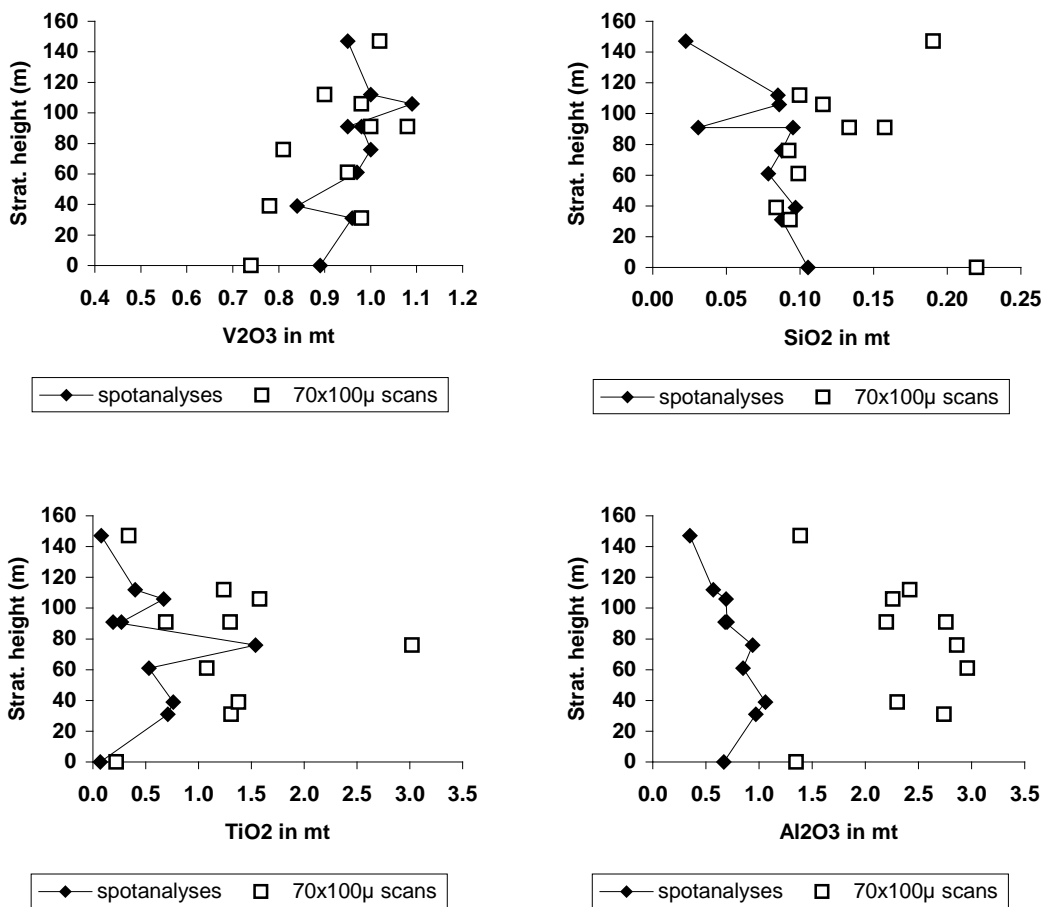 160
140
120
100
80
60
40
20
0
Strat. height (m)
0.4 0.5 0.6 0.7 0.8 0.9 1.0 1.1 1.2
V2O3 in mt
spotanalyses 70x100µ scans
160
140
120
100
80
60
40
20
0
Strat. height (m)
0.00 0.05 0.10 0.15 0.20 0.25
SiO2 in mt
spotanalyses 70x100µ scans
160
140
120
100
80
60
40
20
0
Strat. height (m)
0.0 0.5 1.0 1.5 2.0 2.5 3.0 3.5
TiO2 in mt
spotanalyses 70x100µ scans
160
140
120
100
80
60
40
20
0
Strat. height (m)
0.0 0.5 1.0 1.5 2.0 2.5 3.0 3.5
Al2O3 in mt
spotanalyses 70x100µ scans